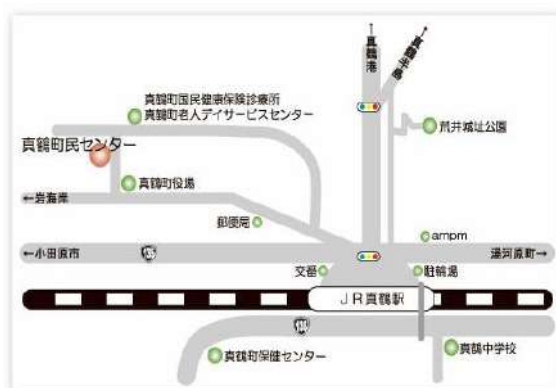 ↑真鶴港
↑真鶴半島
真鶴町国民健康保険診療所
真鶴町老人デイサービスセンター
荒井城址公園
真鶴町民センター
真鶴町役場
←岩海岸
郵便局
ampm
←小田原市
135
湯河原町→
交番
駐輪場
JR真鶴駅
真鶴町保健センター
真鶴中学校